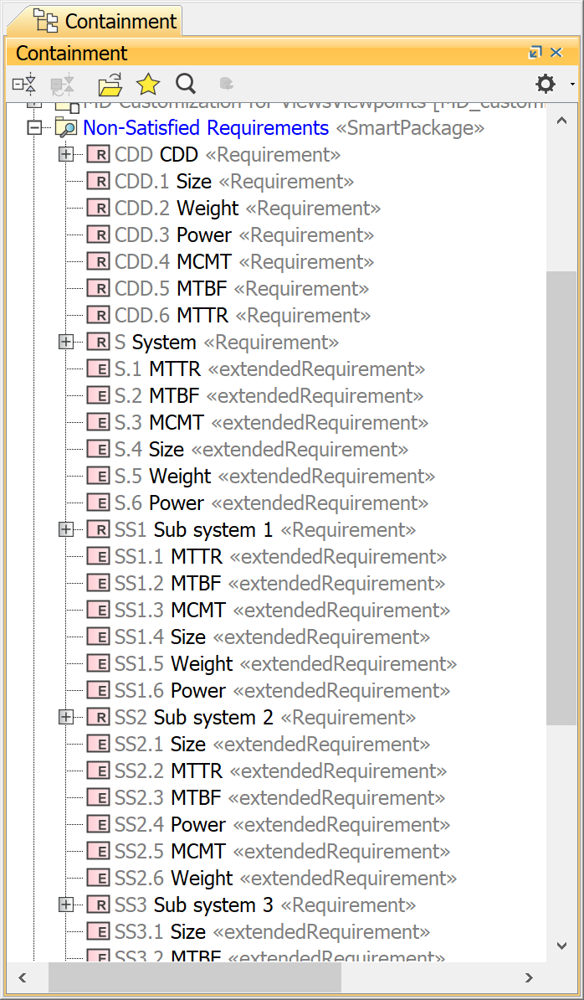 Containment
Containment
MD Customization for ViewsViewpoints [MD_custom
Non-Satisfied Requirements «SmartPackage»
R CDD CDD «Requirement»
R CDD.1 Size «Requirement»
R CDD.2 Weight «Requirement»
R CDD.3 Power «Requirement»
R CDD.4 MCMT «Requirement»
R CDD.5 MTBF «Requirement»
R CDD.6 MTTR «Requirement»
R S System «Requirement»
E S.1 MTTR «extendedRequirement»
E S.2 MTBF «extendedRequirement»
E S.3 MCMT «extendedRequirement»
E S.4 Size «extendedRequirement»
E S.5 Weight «extendedRequirement»
E S.6 Power «extendedRequirement»
R SS1 Sub system 1 «Requirement»
E SS1.1 MTTR «extendedRequirement»
E SS1.2 MTBF «extendedRequirement»
E SS1.3 MCMT «extendedRequirement»
E SS1.4 Size «extendedRequirement»
E SS1.5 Weight «extendedRequirement»
E SS1.6 Power «extendedRequirement»
R SS2 Sub system 2 «Requirement»
E SS2.1 Size «extendedRequirement»
E SS2.2 MTTR «extendedRequirement»
E SS2.3 MTBF «extendedRequirement»
E SS2.4 Power «extendedRequirement»
E SS2.5 MCMT «extendedRequirement»
E SS2.6 Weight «extendedRequirement»
R SS3 Sub system 3 «Requirement»
E SS3.1 Size «extendedRequirement»
E SS3.2 MTBF «extendedRequirement»